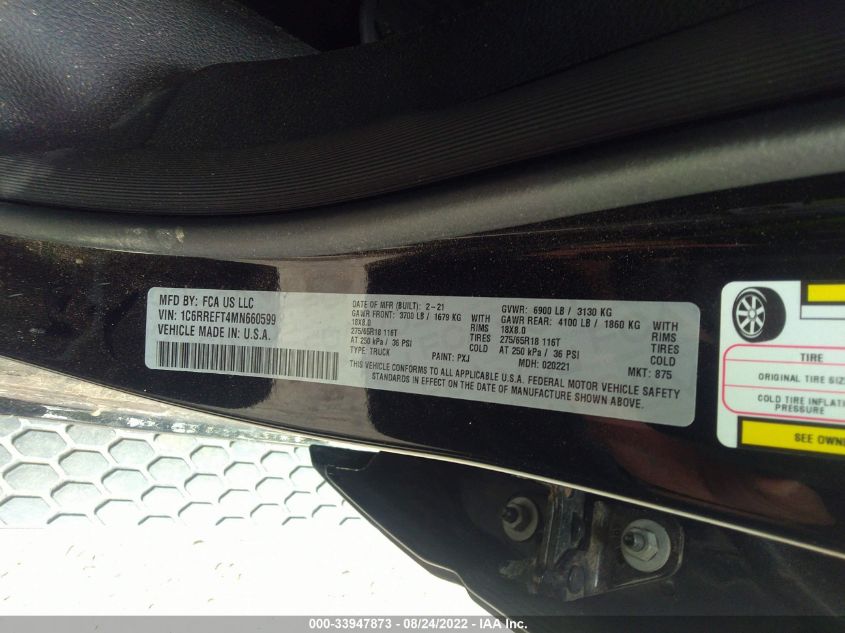 MFD BY: FCA US LLC
VIN: 1C6RREFT4MN660599
VEHICLE MADE IN U.S.A.
DATE OF MFR (BUILT): 2-21
GAWR FRONT: 3700 LB / 1679 KG WITH
18X8.0 RIMS
275/65R18 116T TIRES
AT 250 kPa / 36 PSI COLD
TYPE: TRUCK PAINT: PXJ
GVWR: 6900 LB / 3130 KG
GAWR REAR: 4100 LB / 1860 KG WITH
18X8.0 RIMS
275/65R18 116T TIRES
AT 250 kPa / 36 PSI COLD
MDH: 020221 MKT: 875
THIS VEHICLE CONFORMS TO ALL APPLICABLE U.S.A. FEDERAL MOTOR VEHICLE SAFETY
STANDARDS IN EFFECT ON THE DATE OF MANUFACTURE SHOWN ABOVE.
TIRE
ORIGINAL TIRE SIZ
COLD TIRE INFLAT
PRESSURE
SEE OWNE
000-33947873 - 08/24/2022 - Copyright © IAA.